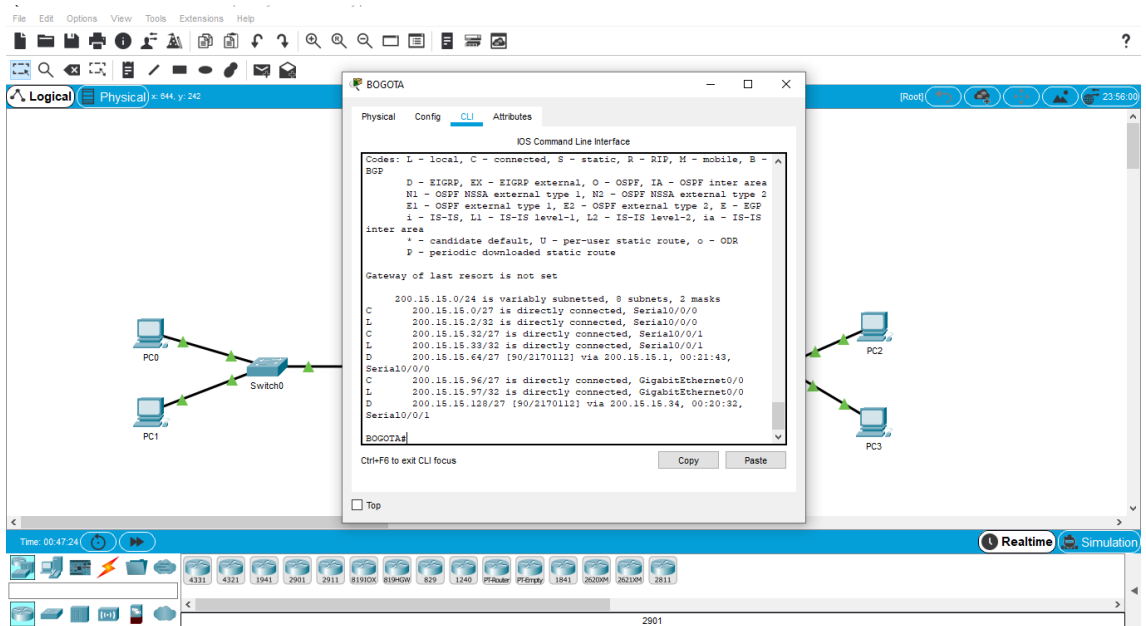 File Edit Options View Tools Extensions Help
?
Logical Physical x: 644, y: 242
[Root] 23:56:00
BOGOTA
Physical Config CLI Attributes
IOS Command Line Interface
Codes: L - local, C - connected, S - static, R - RIP, M - mobile, B -
BGP
D - EIGRP, EX - EIGRP external, O - OSPF, IA - OSPF inter area
N1 - OSPF NSSA external type 1, N2 - OSPF NSSA external type 2
E1 - OSPF external type 1, E2 - OSPF external type 2, E - EGP
i - IS-IS, L1 - IS-IS level-1, L2 - IS-IS level-2, ia - IS-IS
inter area
* - candidate default, U - per-user static route, o - ODR
P - periodic downloaded static route
Gateway of last resort is not set
200.15.15.0/24 is variably subnetted, 8 subnets, 2 masks
C 200.15.15.0/27 is directly connected, Serial0/0/0
L 200.15.15.2/32 is directly connected, Serial0/0/0
C 200.15.15.32/27 is directly connected, Serial0/0/1
L 200.15.15.33/32 is directly connected, Serial0/0/1
D 200.15.15.64/27 [90/2170112] via 200.15.15.1, 00:21:43,
Serial0/0/0
C 200.15.15.96/27 is directly connected, GigabitEthernet0/0
L 200.15.15.97/32 is directly connected, GigabitEthernet0/0
D 200.15.15.128/27 [90/2170112] via 200.15.15.34, 00:20:32,
Serial0/0/1
BOGOTA#
Ctrl+F6 to exit CLI focus
Copy Paste
Top
PC0
Switch0
PC1
PC2
PC3
Time: 00:47:24
Realtime Simulation
4331 4321 1941 2901 2911 819IOX 819HGW 829 1240 PT-Router PT-Empty 1841 2620XM 2621XM 2811
2901